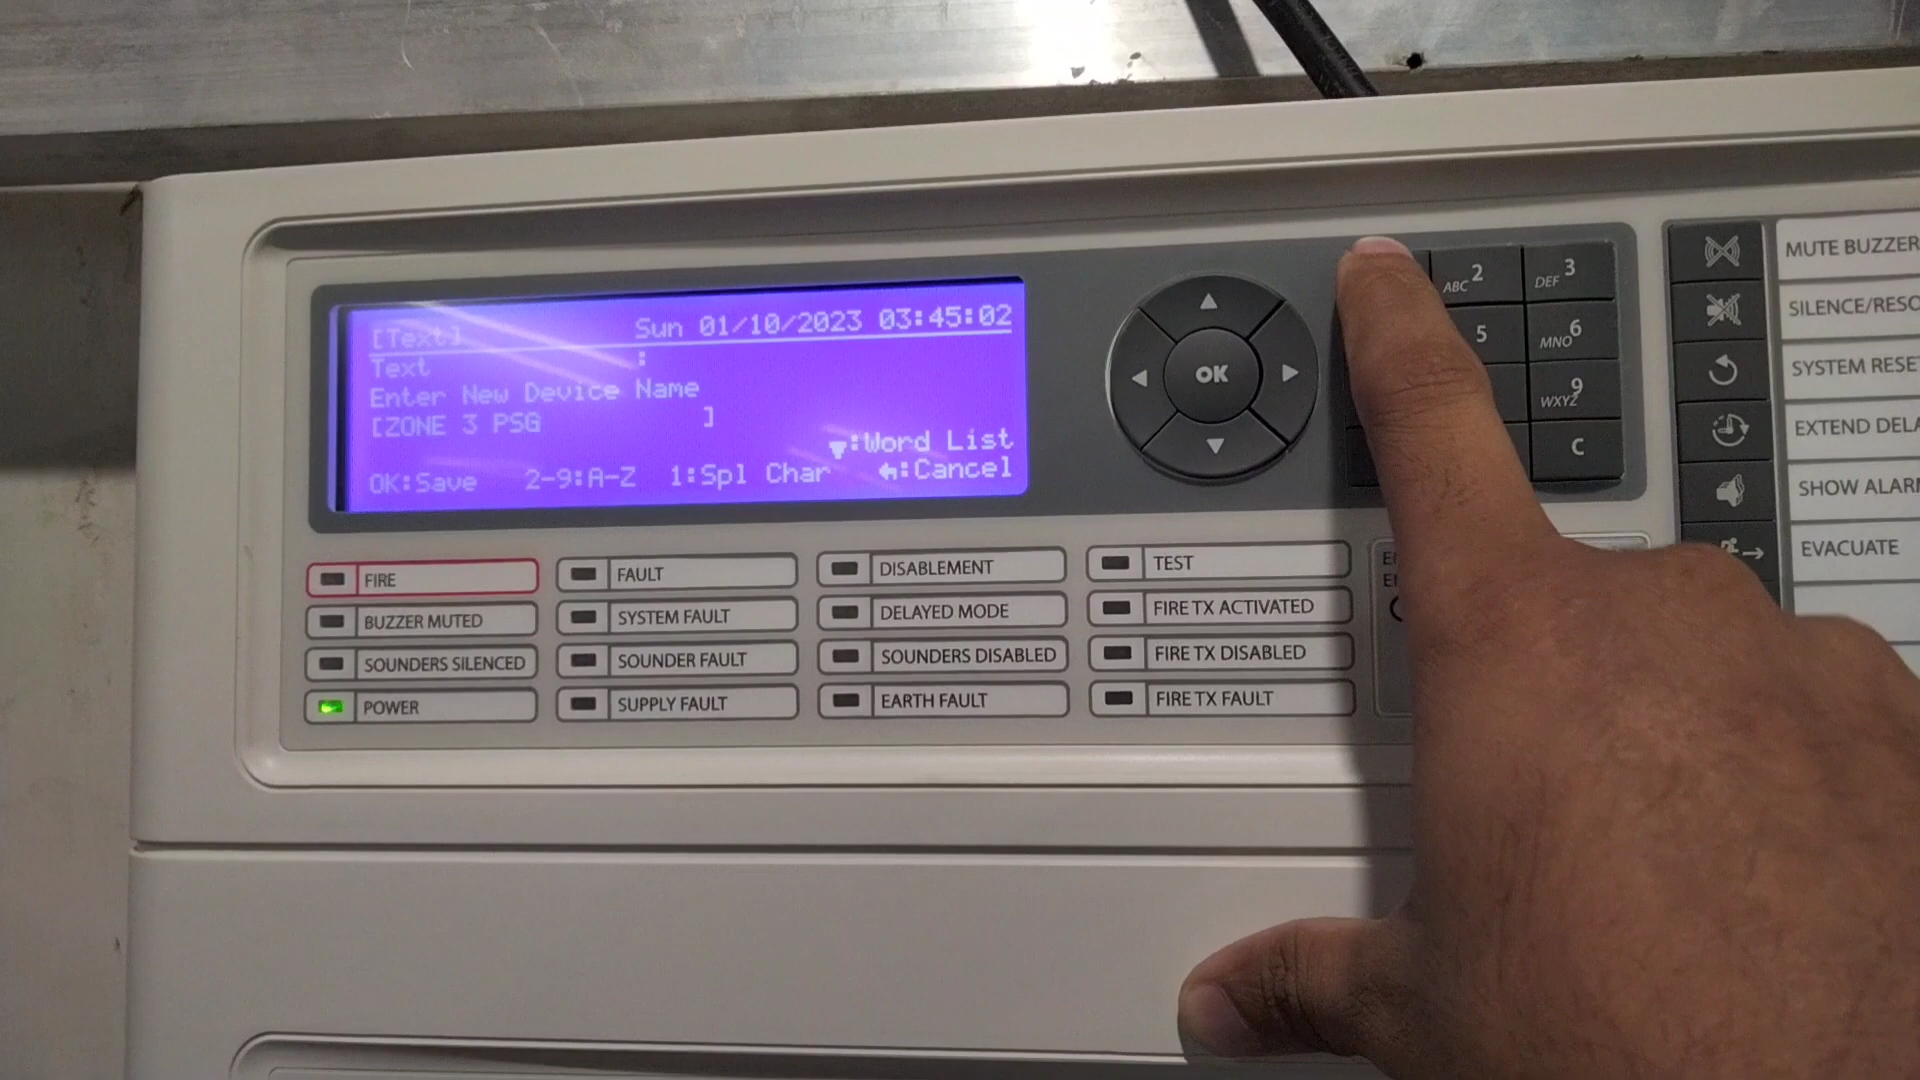 [Text] Sun 01/10/2023 03:45:02
Text :
Enter New Device Name
[ZONE 3 PSG ]
▼:Word List
OK:Save 2-9:A-Z 1:Spl Char ↰:Cancel
OK
ABC 2
DEF 3
5
MNO 6
WXYZ 9
C
MUTE BUZZER
SILENCE/RESO
SYSTEM RESE
EXTEND DELA
SHOW ALAR
EVACUATE
FIRE
FAULT
DISABLEMENT
TEST
BUZZER MUTED
SYSTEM FAULT
DELAYED MODE
FIRE TX ACTIVATED
SOUNDERS SILENCED
SOUNDER FAULT
SOUNDERS DISABLED
FIRE TX DISABLED
POWER
SUPPLY FAULT
EARTH FAULT
FIRE TX FAULT